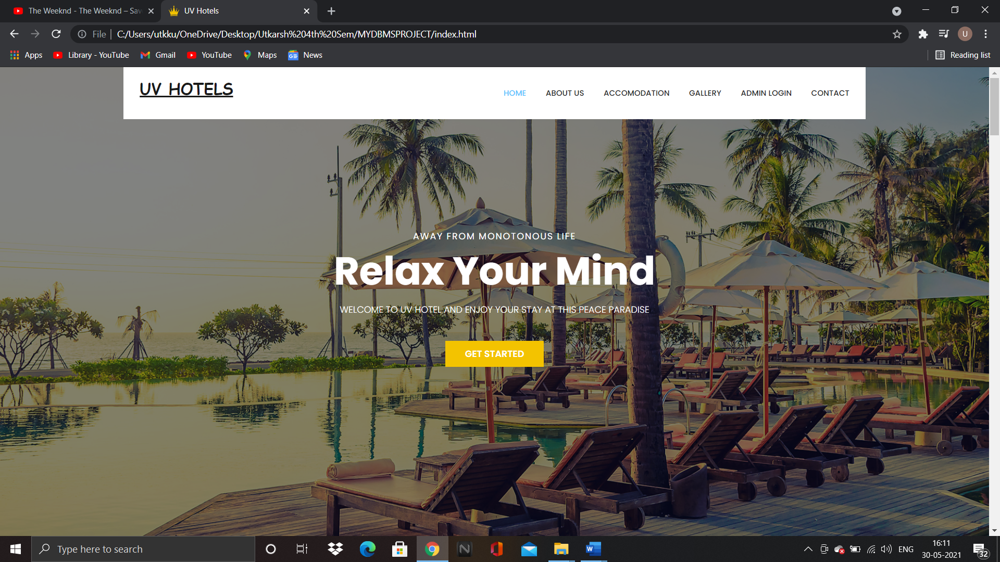 The Weeknd - The Weeknd – Sav
UV Hotels
File
C:/Users/utkku/OneDrive/Desktop/Utkarsh%204th%20Sem/MYDBMSPROJECT/index.html
U
Apps
Library - YouTube
Gmail
YouTube
Maps
News
Reading list
UV HOTELS
HOME
ABOUT US
ACCOMODATION
GALLERY
ADMIN LOGIN
CONTACT
AWAY FROM MONOTONOUS LIFE
Relax Your Mind
WELCOME TO UV HOTEL AND ENJOY YOUR STAY AT THIS PEACE PARADISE
GET STARTED
Type here to search
ENG
16:11
30-05-2021
32